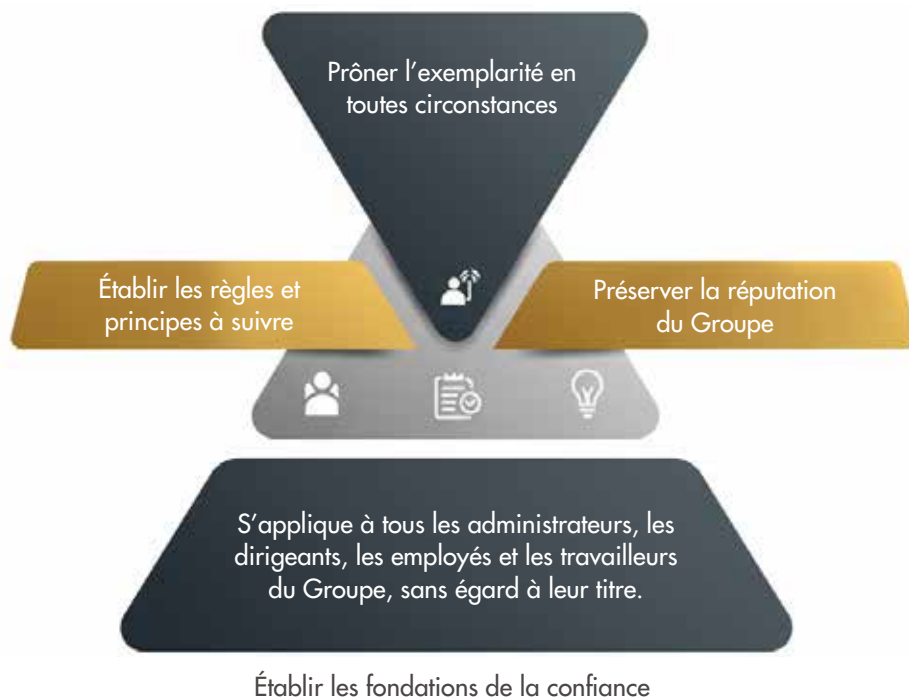 Prôner l’exemplarité en
toutes circonstances
Établir les règles et
principes à suivre
Préserver la réputation
du Groupe
S’applique à tous les administrateurs, les
dirigeants, les employés et les travailleurs
du Groupe, sans égard à leur titre.
Établir les fondations de la confiance